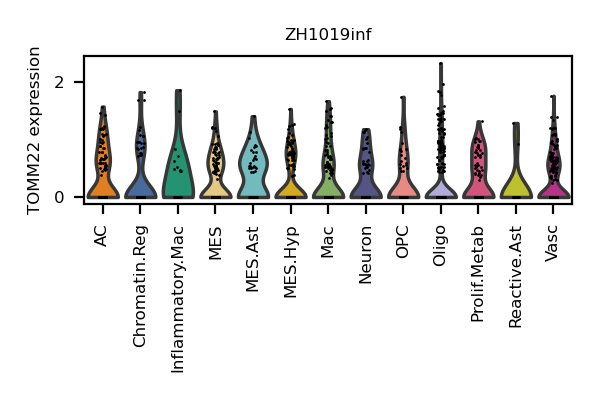 ZH1019inf
TOMM22 expression
2
0
AC
Chromatin.Reg
Inflammatory.Mac
MES
MES.Ast
MES.Hyp
Mac
Neuron
OPC
Oligo
Prolif.Metab
Reactive.Ast
Vasc